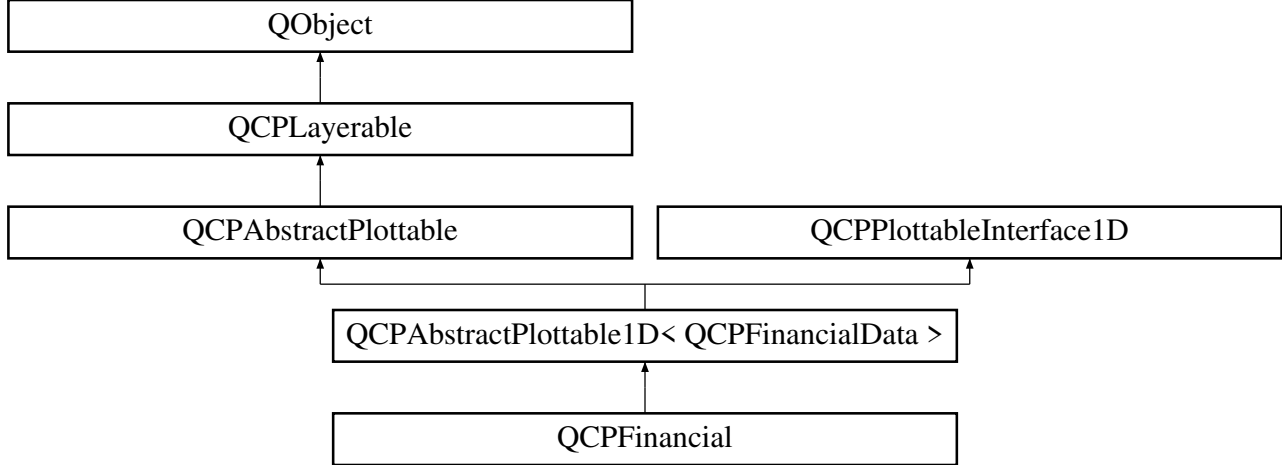 QObject
QCPLayerable
QCPAbstractPlottable
QCPPlottableInterface1D
QCPAbstractPlottable1D< QCPFinancialData >
QCPFinancial